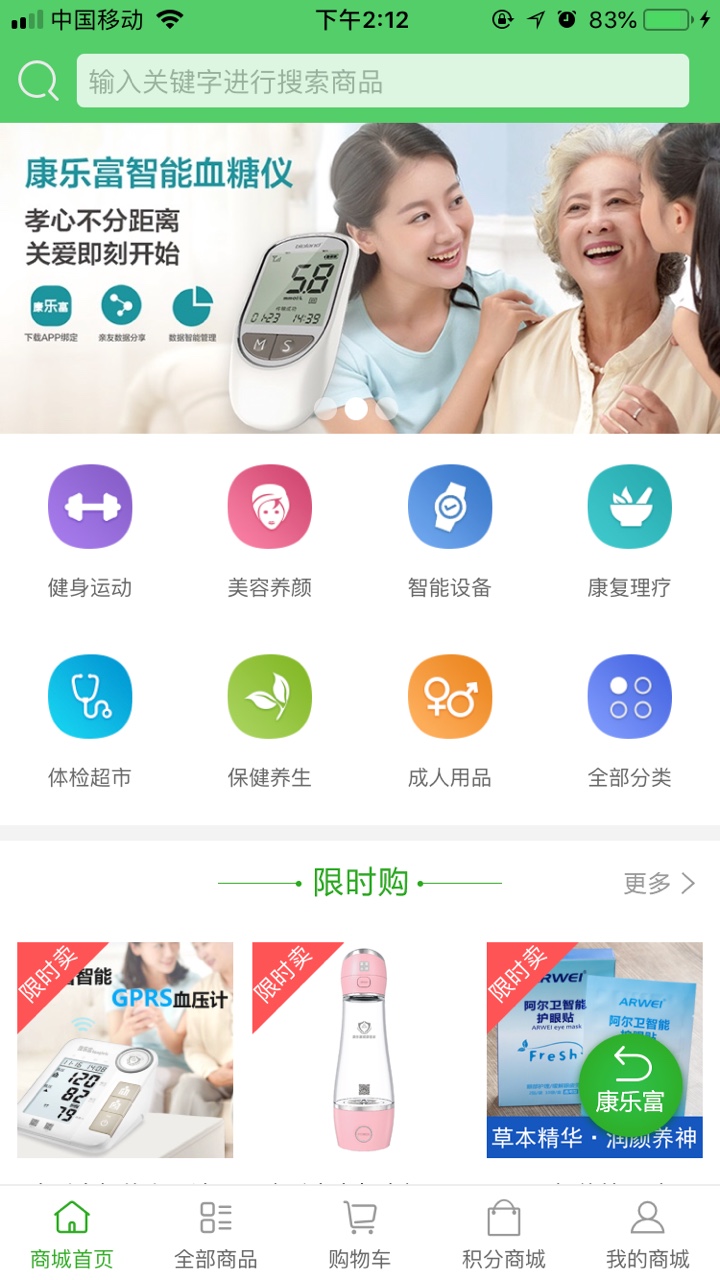 中国移动
下午2:12
83%
输入关键字进行搜索商品
康乐富智能血糖仪
孝心不分距离
关爱即刻开始
康乐富
下载APP绑定
亲友数据分享
数据智能管理
bioland
5.8
mmol/L
01-23 14:39
M S
健身运动
美容养颜
智能设备
康复理疗
体检超市
保健养生
成人用品
全部分类
限时购
更多
限时卖
智能
GPRS血压计
11-16 14:08
120
82
79
限时卖
限时卖
ARWEI
阿尔卫智能
护眼贴
ARWEI eye mask
Fresh
ARWEI
阿尔卫智能
护眼贴
康乐富
草本精华·润颜养神
商城首页
全部商品
购物车
积分商城
我的商城